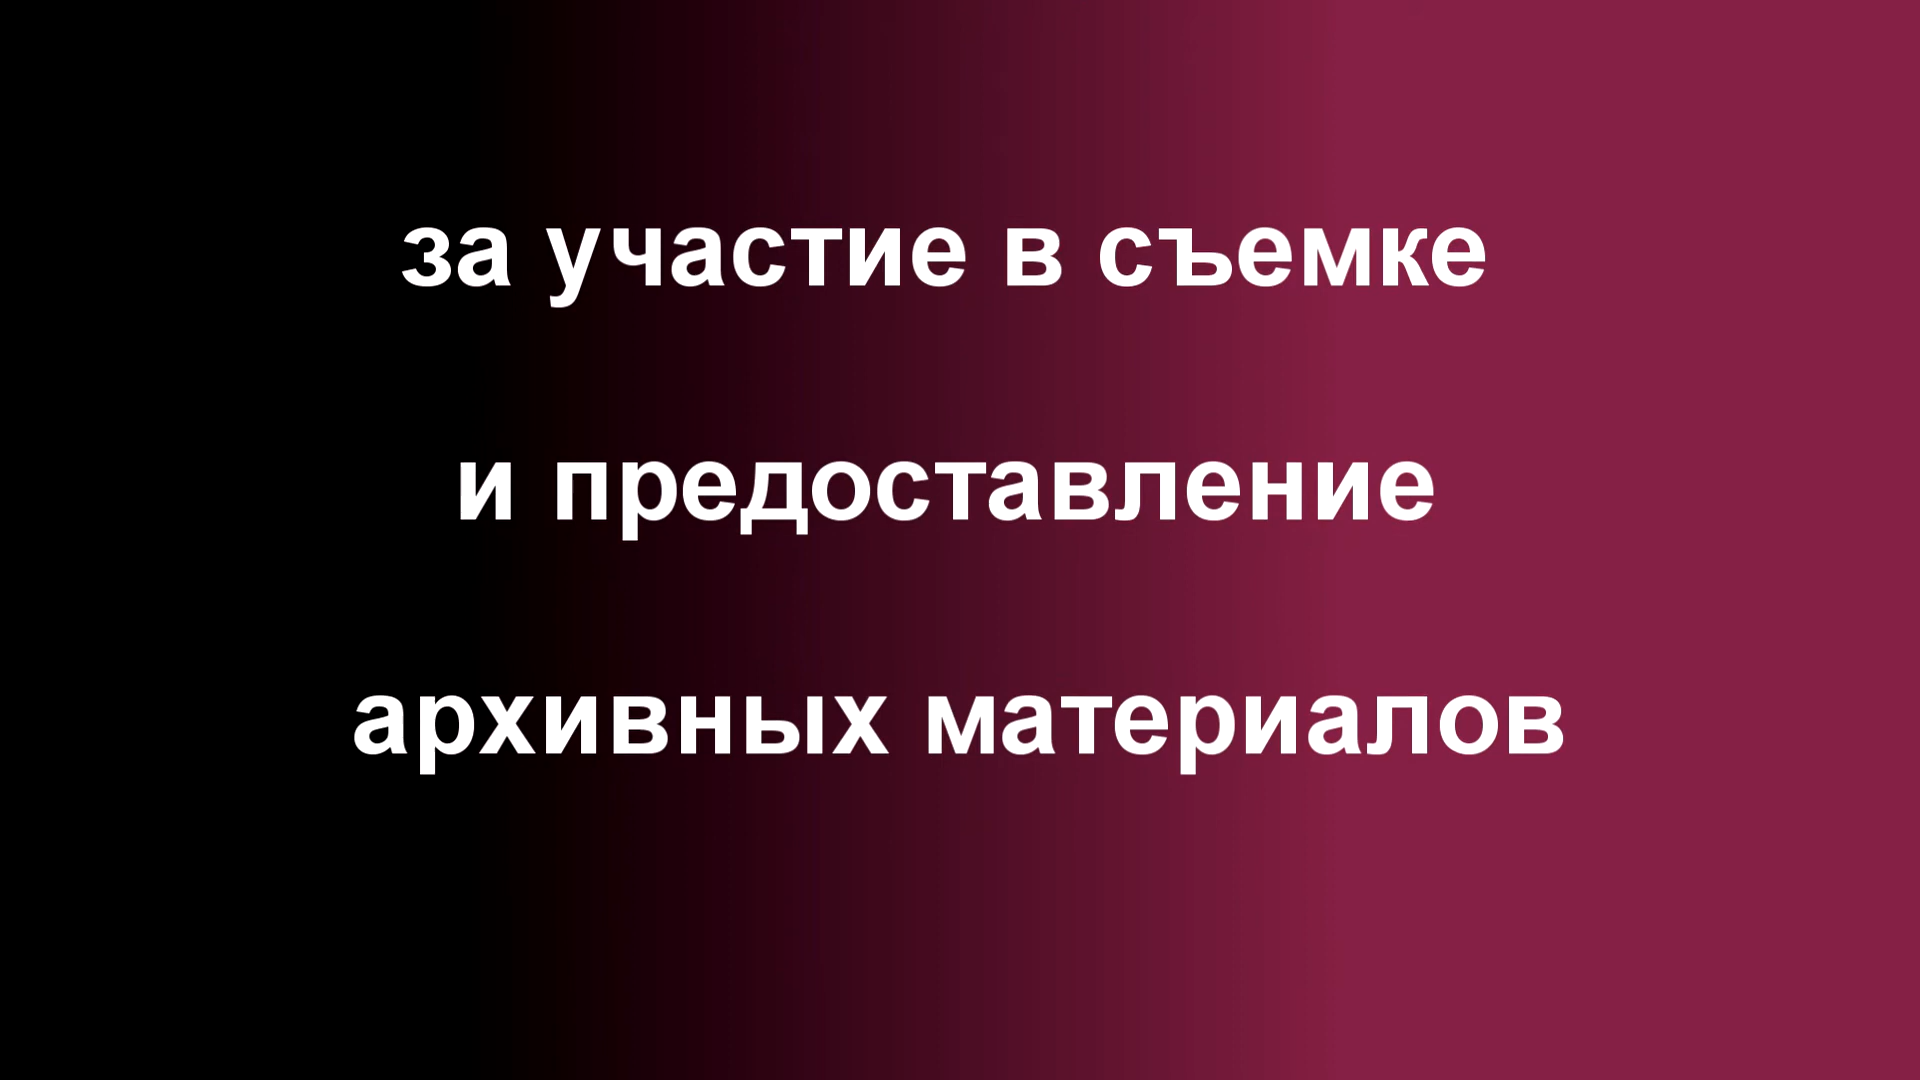 за участие в съемке
и предоставление
архивных материалов